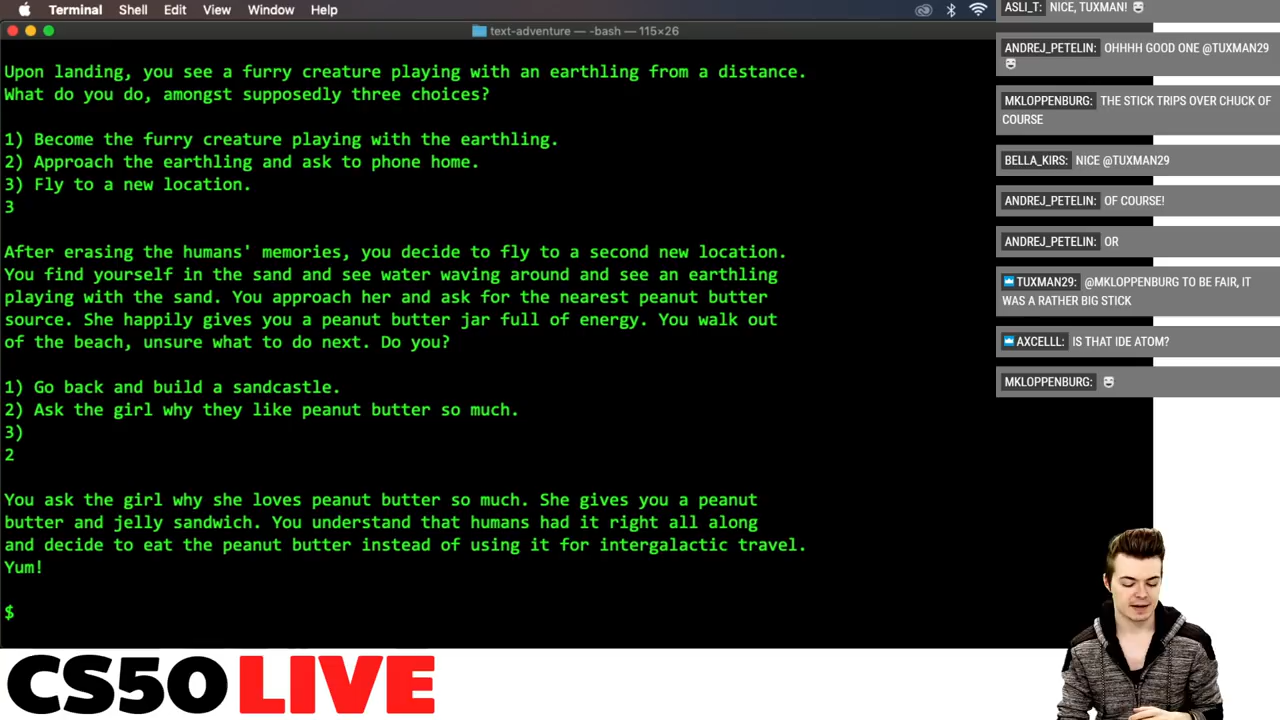 Terminal Shell Edit View Window Help
text-adventure — -bash — 115×26
Upon landing, you see a furry creature playing with an earthling from a distance.
What do you do, amongst supposedly three choices?
1) Become the furry creature playing with the earthling.
2) Approach the earthling and ask to phone home.
3) Fly to a new location.
3
After erasing the humans' memories, you decide to fly to a second new location.
You find yourself in the sand and see water waving around and see an earthling
playing with the sand. You approach her and ask for the nearest peanut butter
source. She happily gives you a peanut butter jar full of energy. You walk out
of the beach, unsure what to do next. Do you?
1) Go back and build a sandcastle.
2) Ask the girl why they like peanut butter so much.
3)
2
You ask the girl why she loves peanut butter so much. She gives you a peanut
butter and jelly sandwich. You understand that humans had it right all along
and decide to eat the peanut butter instead of using it for intergalactic travel.
Yum!
$
ASLI_T: NICE, TUXMAN!
ANDREJ_PETELIN: OHHHH GOOD ONE @TUXMAN29
MKLOPPENBURG: THE STICK TRIPS OVER CHUCK OF
COURSE
BELLA_KIRS: NICE @TUXMAN29
ANDREJ_PETELIN: OF COURSE!
ANDREJ_PETELIN: OR
TUXMAN29: @MKLOPPENBURG TO BE FAIR, IT
WAS A RATHER BIG STICK
AXCELLL: IS THAT IDE ATOM?
MKLOPPENBURG:
CS50 LIVE